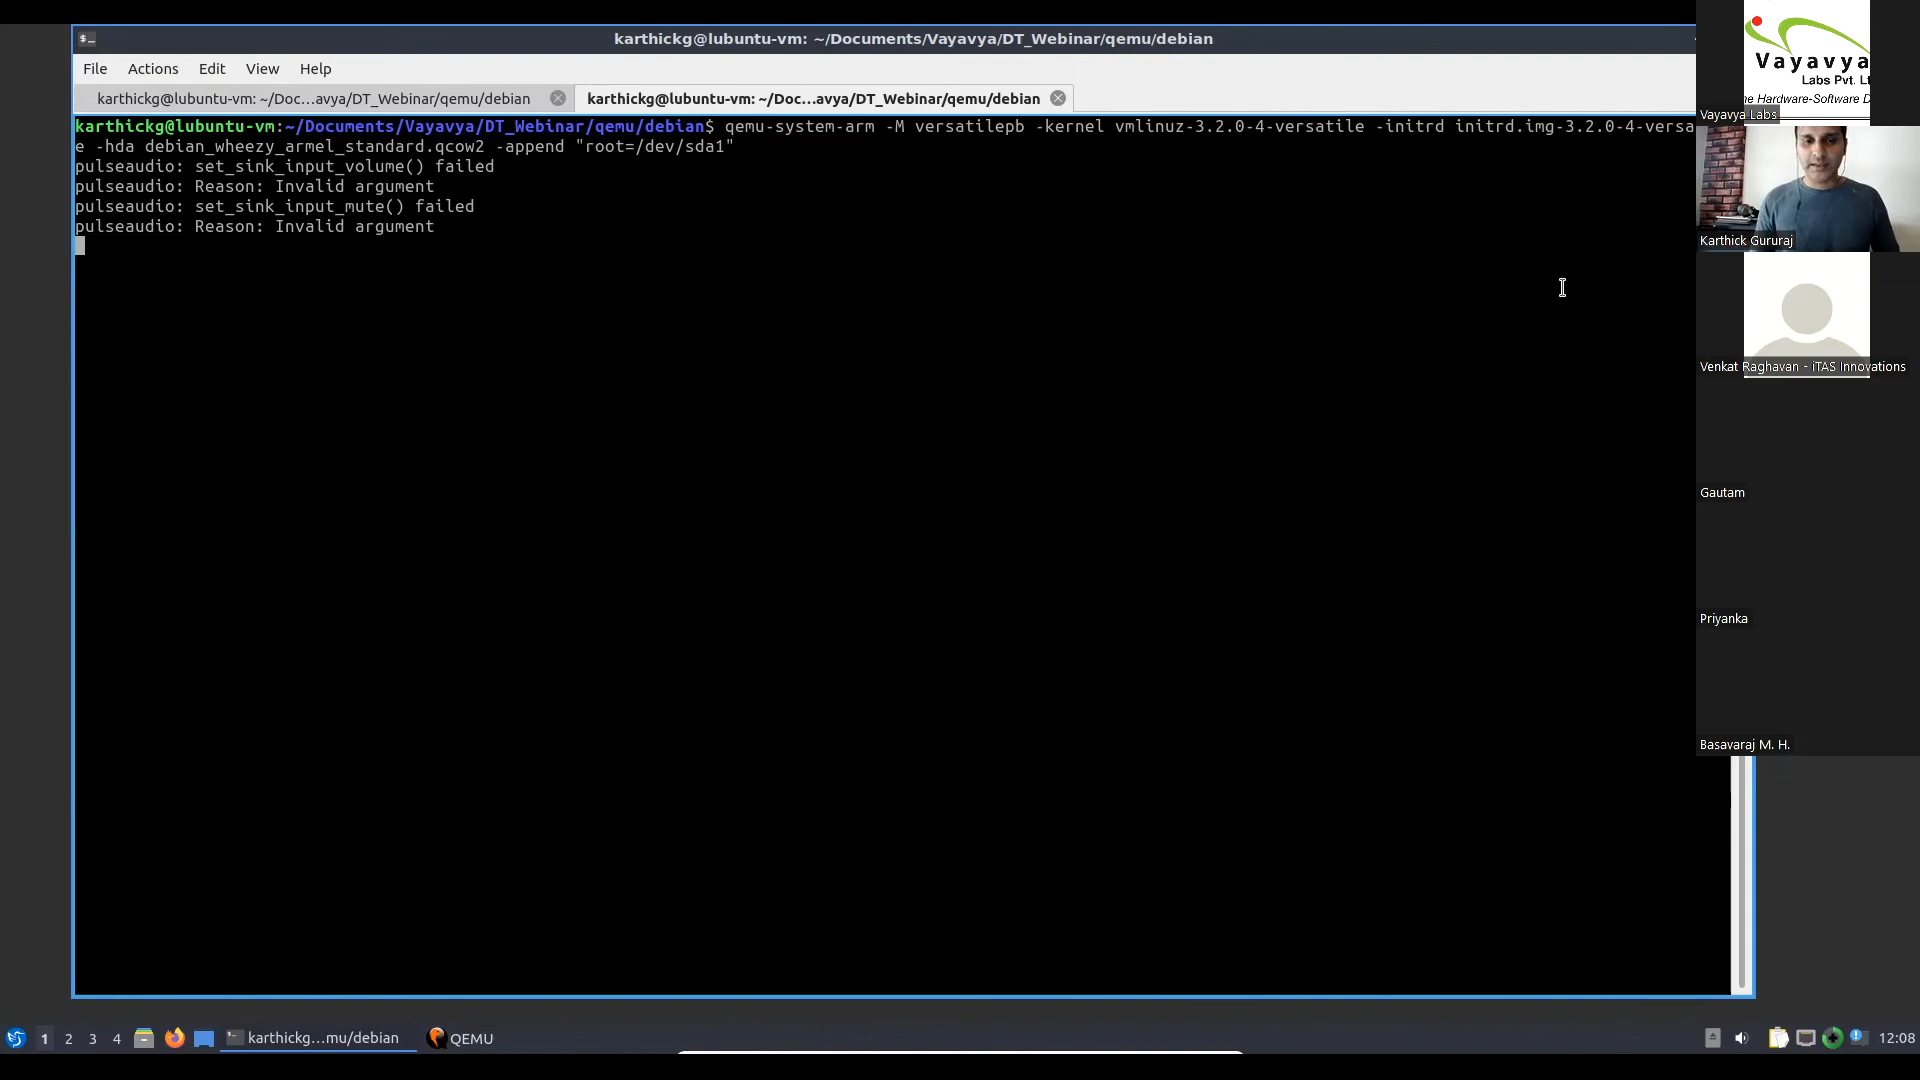 karthickg@lubuntu-vm: ~/Documents/Vayavya/DT_Webinar/qemu/debian
File Actions Edit View Help
karthickg@lubuntu-vm: ~/Doc...avya/DT_Webinar/qemu/debian
karthickg@lubuntu-vm: ~/Doc...avya/DT_Webinar/qemu/debian
karthickg@lubuntu-vm:~/Documents/Vayavya/DT_Webinar/qemu/debian$ qemu-system-arm -M versatilepb -kernel vmlinuz-3.2.0-4-versatile -initrd initrd.img-3.2.0-4-versa
e -hda debian_wheezy_armel_standard.qcow2 -append "root=/dev/sda1"
pulseaudio: set_sink_input_volume() failed
pulseaudio: Reason: Invalid argument
pulseaudio: set_sink_input_mute() failed
pulseaudio: Reason: Invalid argument
Vayavya
Labs Pvt. Lt
ne Hardware-Software D
Vayavya Labs
Karthick Gururaj
Venkat Raghavan - iTAS Innovations
Gautam
Priyanka
Basavaraj M. H.
1 2 3 4 karthickg...mu/debian QEMU 12:08